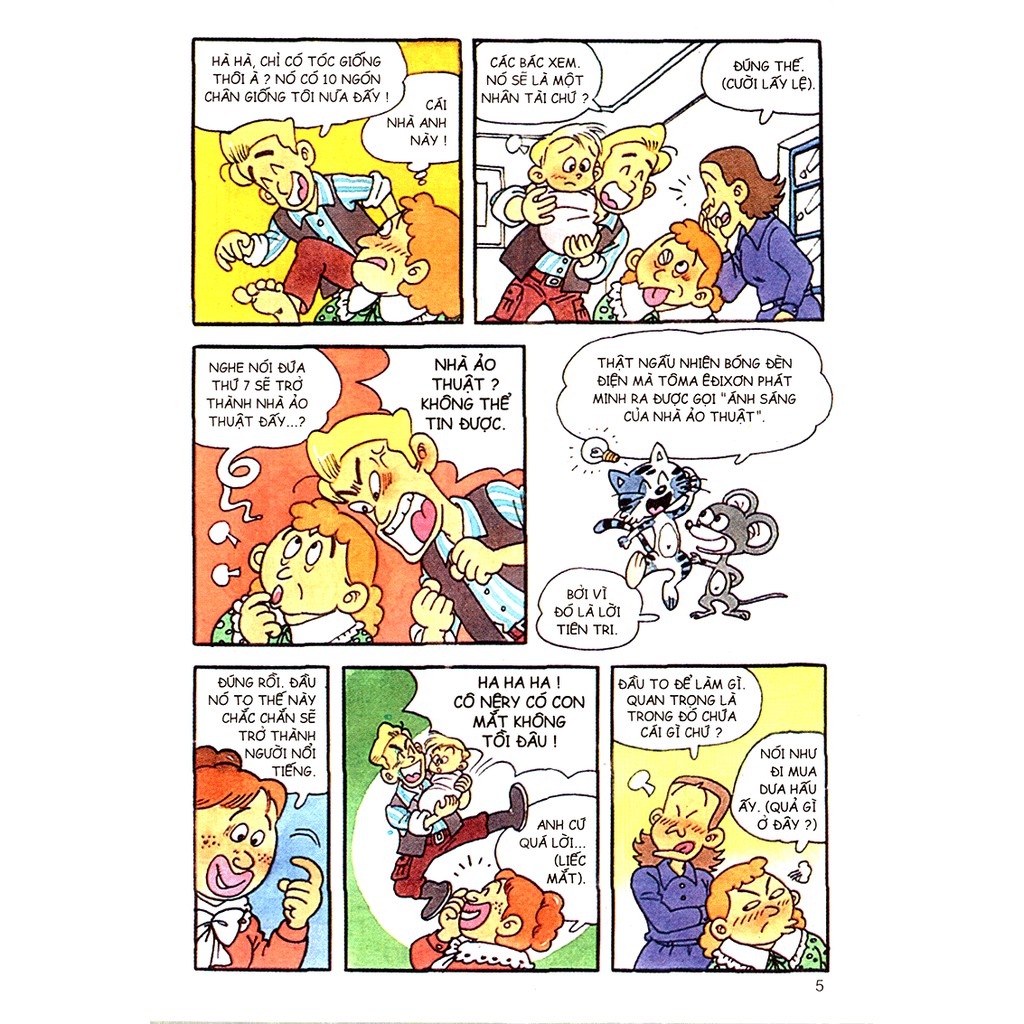 HÀ HÀ, CHỈ CÓ TÓC GIỐNG
THÔI À ? NÓ CÓ 10 NGÓN
CHÂN GIỐNG TÔI NỮA ĐẤY !
CÁI
NHÀ ANH
NÀY !
CÁC BÁC XEM.
NÓ SẼ LÀ MỘT
NHÂN TÀI CHỨ ?
ĐÚNG THẾ.
(CƯỜI LẤY LỆ).
NGHE NÓI ĐỨA
THỨ 7 SẼ TRỞ
THÀNH NHÀ ẢO
THUẬT ĐẤY...?
NHÀ ẢO
THUẬT ?
KHÔNG THỂ
TIN ĐƯỢC.
THẬT NGẪU NHIÊN BÓNG ĐÈN
ĐIỆN MÀ TÔMA ÊĐIXƠN PHÁT
MINH RA ĐƯỢC GỌI "ÁNH SÁNG
CỦA NHÀ ẢO THUẬT".
BỞI VÌ
ĐÓ LÀ LỜI
TIÊN TRI.
ĐÚNG RỒI. ĐẦU
NÓ TO THẾ NÀY
CHẮC CHẮN SẼ
TRỞ THÀNH
NGƯỜI NỔI
TIẾNG.
HA HA HA !
CÔ NÊRY CÓ CON
MẮT KHÔNG
TỒI ĐÂU !
ANH CỨ
QUÁ LỜI...
(LIẾC
MẮT).
ĐẦU TO ĐỂ LÀM GÌ.
QUAN TRỌNG LÀ
TRONG ĐÓ CHỨA
CÁI GÌ CHỨ ?
NÓI NHƯ
ĐI MUA
DƯA HẤU
ẤY. (QUẢ GÌ
Ở ĐÂY ?)
5